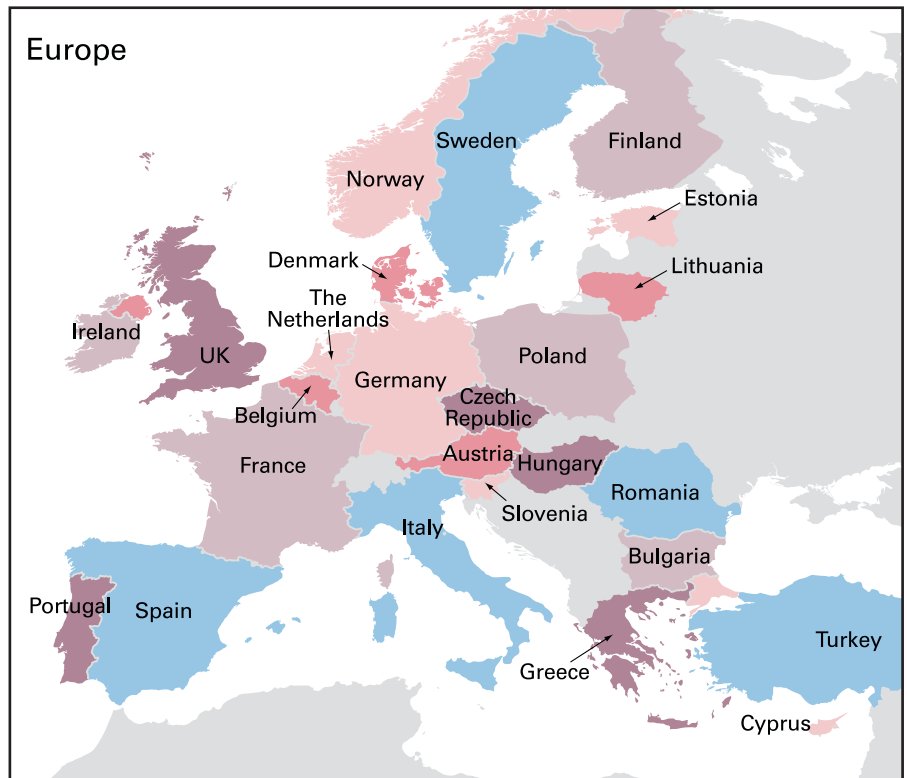 Europe
Sweden
Finland
Norway
Estonia
Denmark
Lithuania
The
Netherlands
Ireland
UK
Poland
Germany
Czech
Republic
Belgium
Austria
France
Hungary
Romania
Slovenia
Italy
Bulgaria
Portugal
Spain
Turkey
Greece
Cyprus